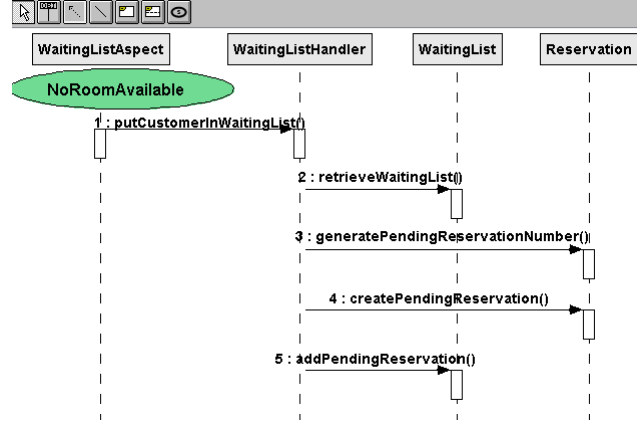 WaitingListAspect
WaitingListHandler
WaitingList
Reservation
NoRoomAvailable
1 : putCustomerInWaitingList()
2 : retrieveWaitingList()
3 : generatePendingReservationNumber()
4 : createPendingReservation()
5 : addPendingReservation()